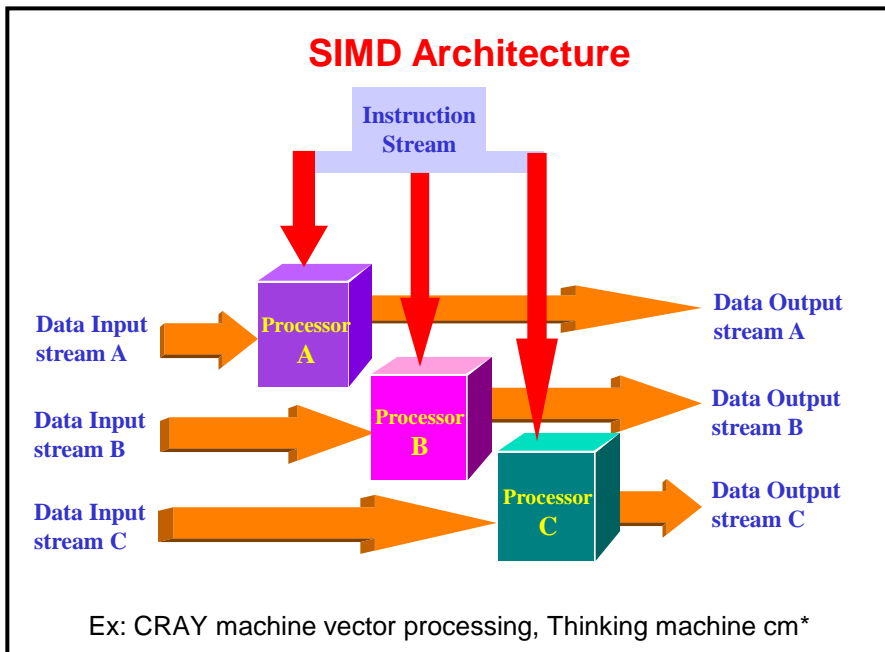 SIMD Architecture
Instruction
Stream
Data Input
stream A
Processor
A
Data Output
stream A
Data Input
stream B
Processor
B
Data Output
stream B
Data Input
stream C
Processor
C
Data Output
stream C
Ex: CRAY machine vector processing, Thinking machine cm*